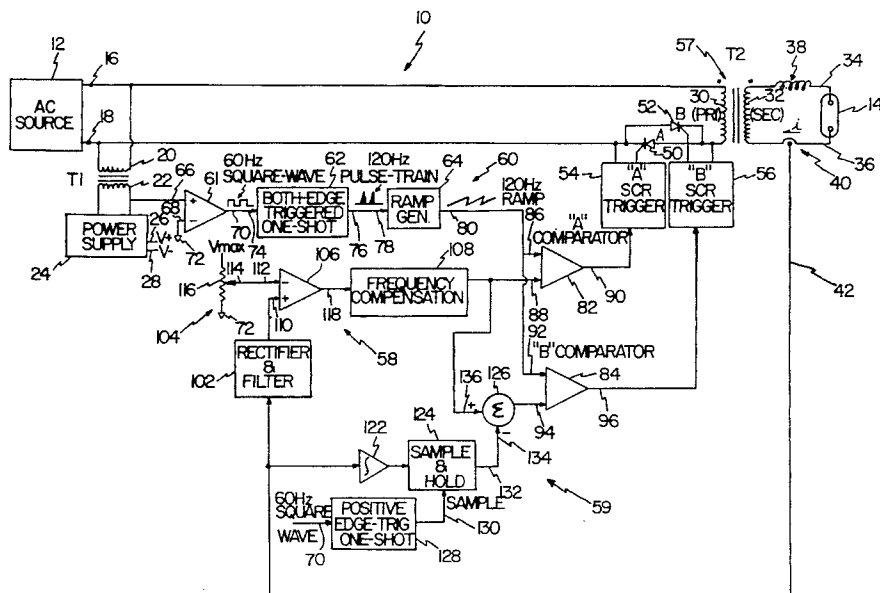 10
12
16
AC
SOURCE
18
T1
20
22
66
68
POWER
SUPPLY
24
26
28
V+
V-
72
61
+
-
70
60Hz
SQUARE-WAVE
74
62
BOTH-EDGE
TRIGGERED
ONE-SHOT
120Hz
PULSE-TRAIN
76
78
64
RAMP
GEN.
60
80
120Hz
RAMP
57
T2
38
34
30
(PRI)
32
(SEC)
14
i
36
40
52
B
A
50
54
"A"
SCR
TRIGGER
"B"
SCR
TRIGGER
56
42
86
"A"
COMPARATOR
82
88
90
Vmax
114
112
116
104
72
106
-
+
110
118
108
FREQUENCY
COMPENSATION
58
92
"B" COMPARATOR
84
94
96
102
RECTIFIER
&
FILTER
136
+
126
Σ
-
134
122
∫
124
SAMPLE
&
HOLD
132
59
SAMPLE
130
60Hz
SQUARE
WAVE
70
POSITIVE
EDGE-TRIG
ONE-SHOT
128